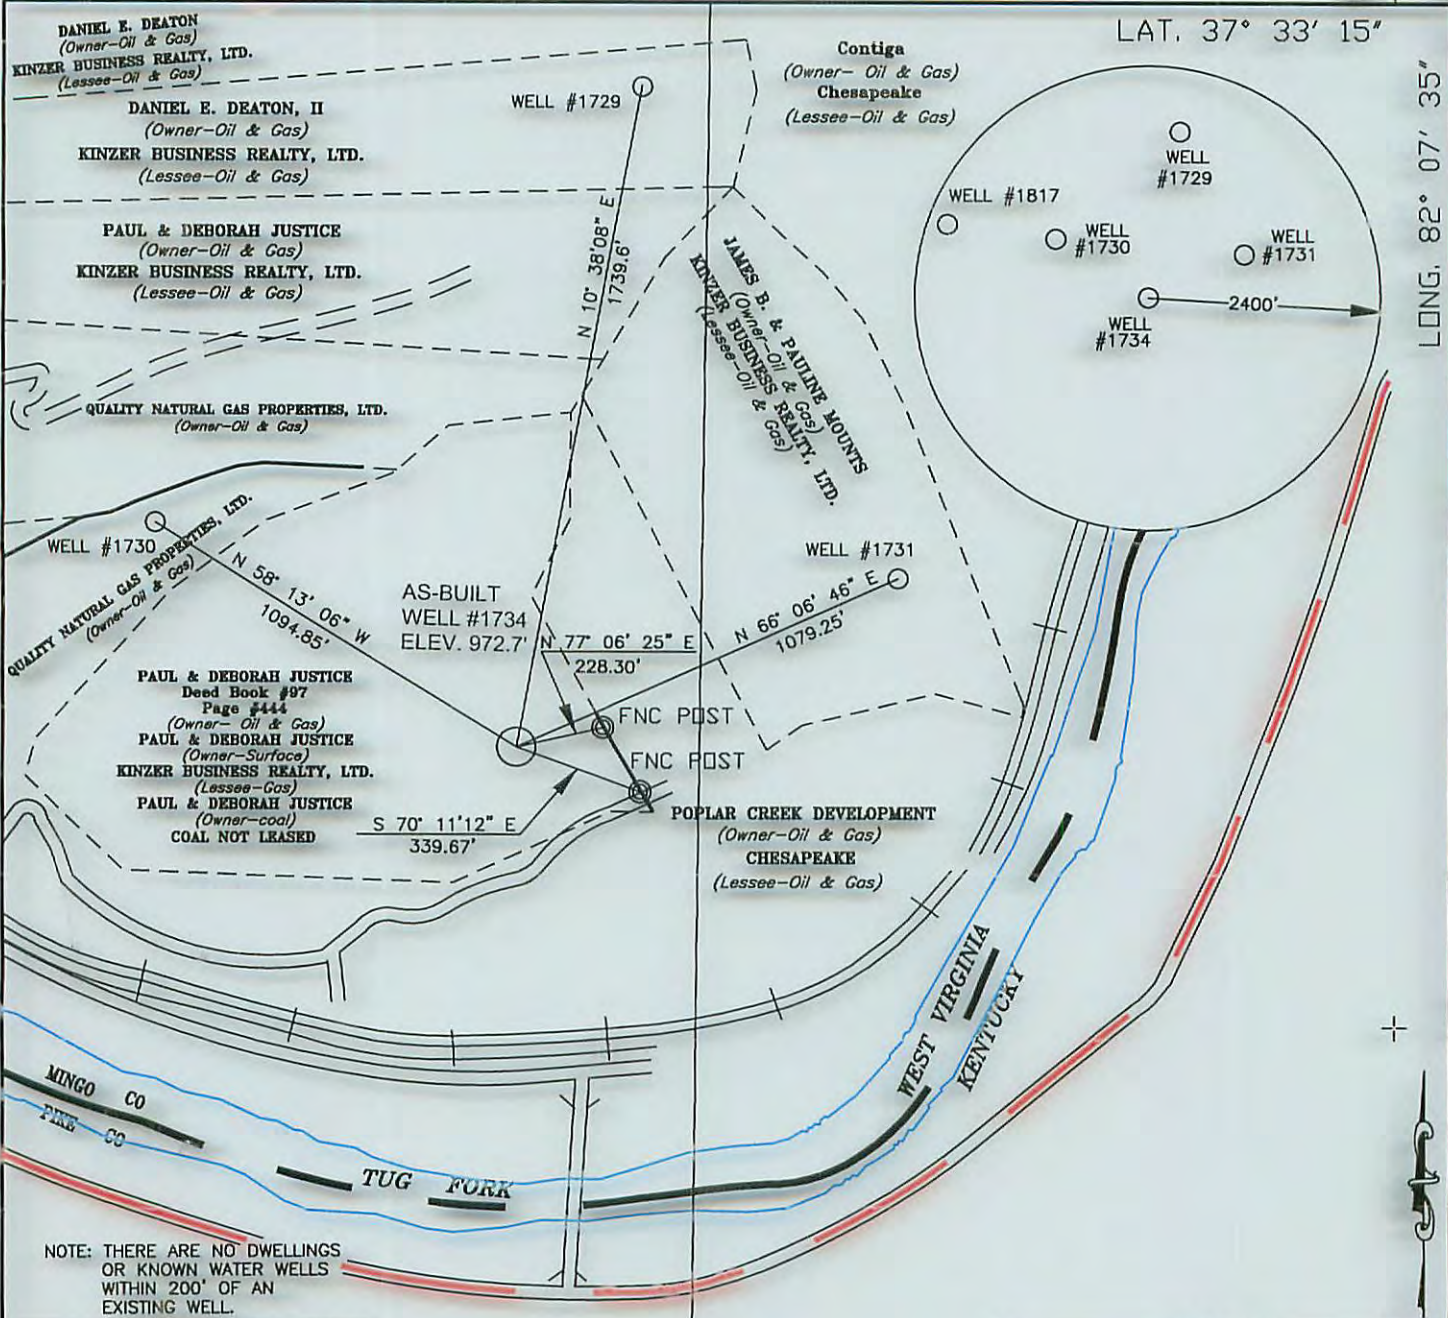 DANIEL E. DEATON
(Owner-Oil & Gas)
KINZER BUSINESS REALTY, LTD.
(Lessee-Oil & Gas)
DANIEL E. DEATON, II
(Owner-Oil & Gas)
KINZER BUSINESS REALTY, LTD.
(Lessee-Oil & Gas)
PAUL & DEBORAH JUSTICE
(Owner-Oil & Gas)
KINZER BUSINESS REALTY, LTD.
(Lessee-Oil & Gas)
QUALITY NATURAL GAS PROPERTIES, LTD.
(Owner-Oil & Gas)
WELL #1729
N 10° 38'08" E
1739.6'
Contiga
(Owner- Oil & Gas)
Chesapeake
(Lessee-Oil & Gas)
LAT. 37° 33' 15"
LONG. 82° 07' 35"
WELL
#1729
WELL #1817
WELL
#1730
WELL
#1731
2400'
WELL
#1734
JAMES B. & PAULINE MOUNTS
(Owner-Oil & Gas)
KINZER BUSINESS REALTY, LTD.
(Lessee-Oil & Gas)
WELL #1730
QUALITY NATURAL GAS PROPERTIES, LTD.
(Owner-Oil & Gas)
N 58° 13' 06" W
1094.85'
AS-BUILT
WELL #1734
ELEV. 972.7'
N 77° 06' 25" E
228.30'
WELL #1731
N 66° 06' 46" E
1079.25'
FNC POST
FNC POST
PAUL & DEBORAH JUSTICE
Deed Book #97
Page #444
(Owner- Oil & Gas)
PAUL & DEBORAH JUSTICE
(Owner-Surface)
KINZER BUSINESS REALTY, LTD.
(Lessee-Gas)
PAUL & DEBORAH JUSTICE
(Owner-coal)
COAL NOT LEASED
S 70° 11'12" E
339.67'
POPLAR CREEK DEVELOPMENT
(Owner-Oil & Gas)
CHESAPEAKE
(Lessee-Oil & Gas)
WEST VIRGINIA
KENTUCKY
MINGO CO
PIKE CO
TUG FORK
NOTE: THERE ARE NO DWELLINGS
OR KNOWN WATER WELLS
WITHIN 200' OF AN
EXISTING WELL.